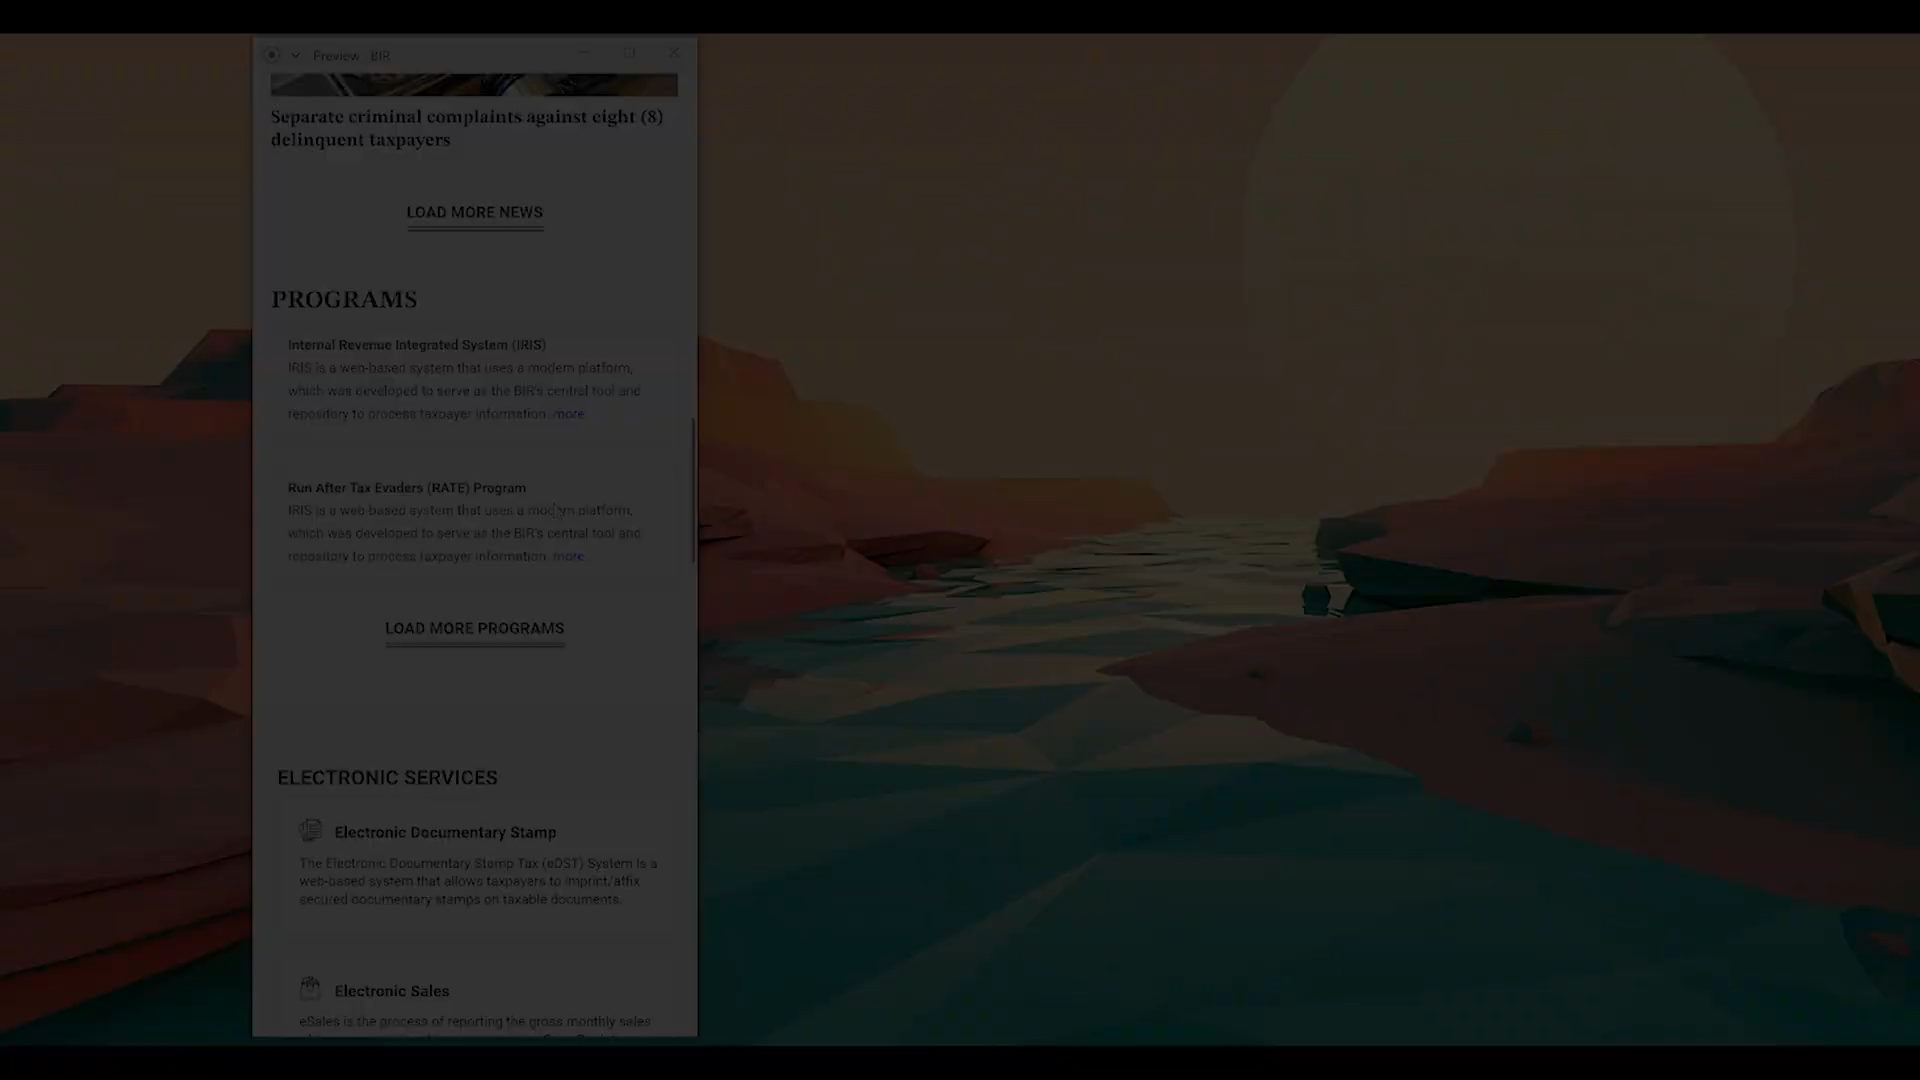 Preview BIR
Separate criminal complaints against eight (8)
delinquent taxpayers
LOAD MORE NEWS
PROGRAMS
Internal Revenue Integrated System (IRIS)
IRIS is a web-based system that uses a modern platform,
which was developed to serve as the BIR's central tool and
repository to process taxpayer information. more
Run After Tax Evaders (RATE) Program
IRIS is a web-based system that uses a modern platform,
which was developed to serve as the BIR's central tool and
repository to process taxpayer information. more
LOAD MORE PROGRAMS
ELECTRONIC SERVICES
Electronic Documentary Stamp
The Electronic Documentary Stamp Tax (eDST) System is a
web-based system that allows taxpayers to imprint/affix
secured documentary stamps on taxable documents.
Electronic Sales
eSales is the process of reporting the gross monthly sales